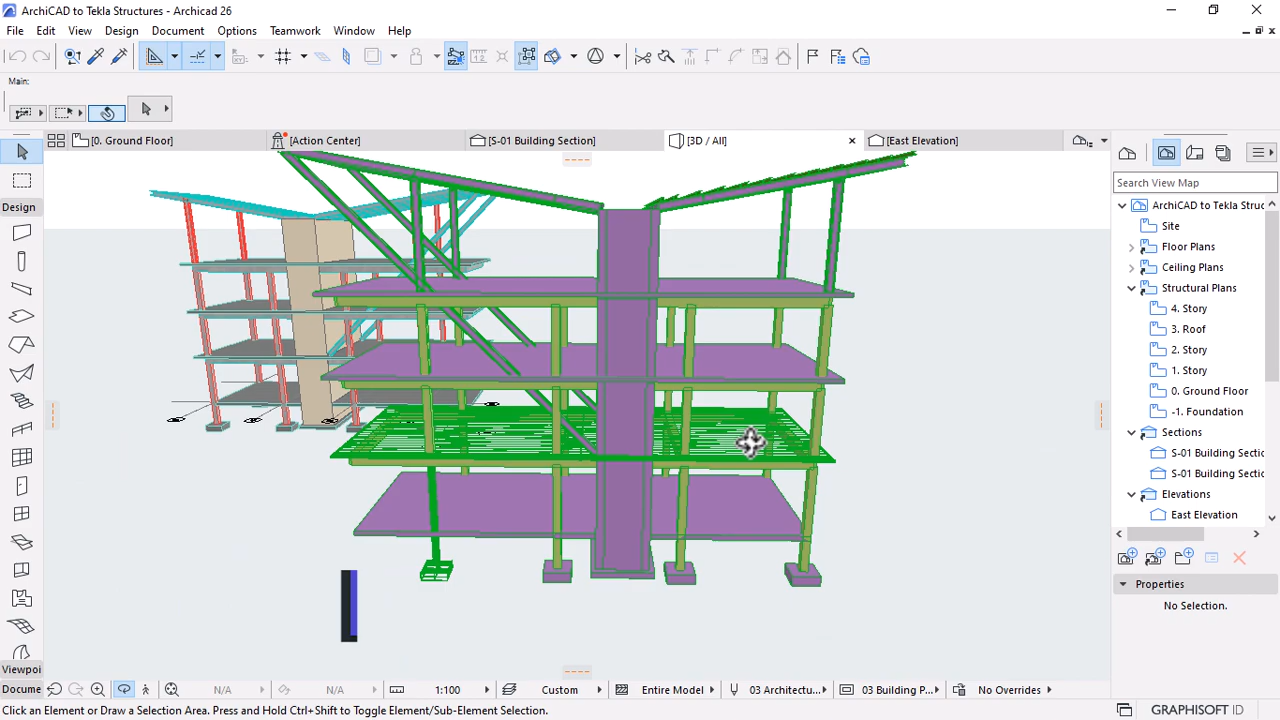 ArchiCAD to Tekla Structures - Archicad 26
File Edit View Design Document Options Teamwork Window Help
Main:
[0. Ground Floor] [Action Center] [S-01 Building Section] [3D / All] [East Elevation]
Search View Map
Design
ArchiCAD to Tekla Struc
Site
Floor Plans
Ceiling Plans
Structural Plans
4. Story
3. Roof
2. Story
1. Story
0. Ground Floor
-1. Foundation
Sections
S-01 Building Sectio
S-01 Building Sectio
Elevations
East Elevation
Properties
No Selection.
Viewpoi
Docume N/A N/A 1:100 Custom Entire Model 03 Architectu... 03 Building P... No Overrides
Click an Element or Draw a Selection Area. Press and Hold Ctrl+Shift to Toggle Element/Sub-Element Selection.
GRAPHISOFT ID